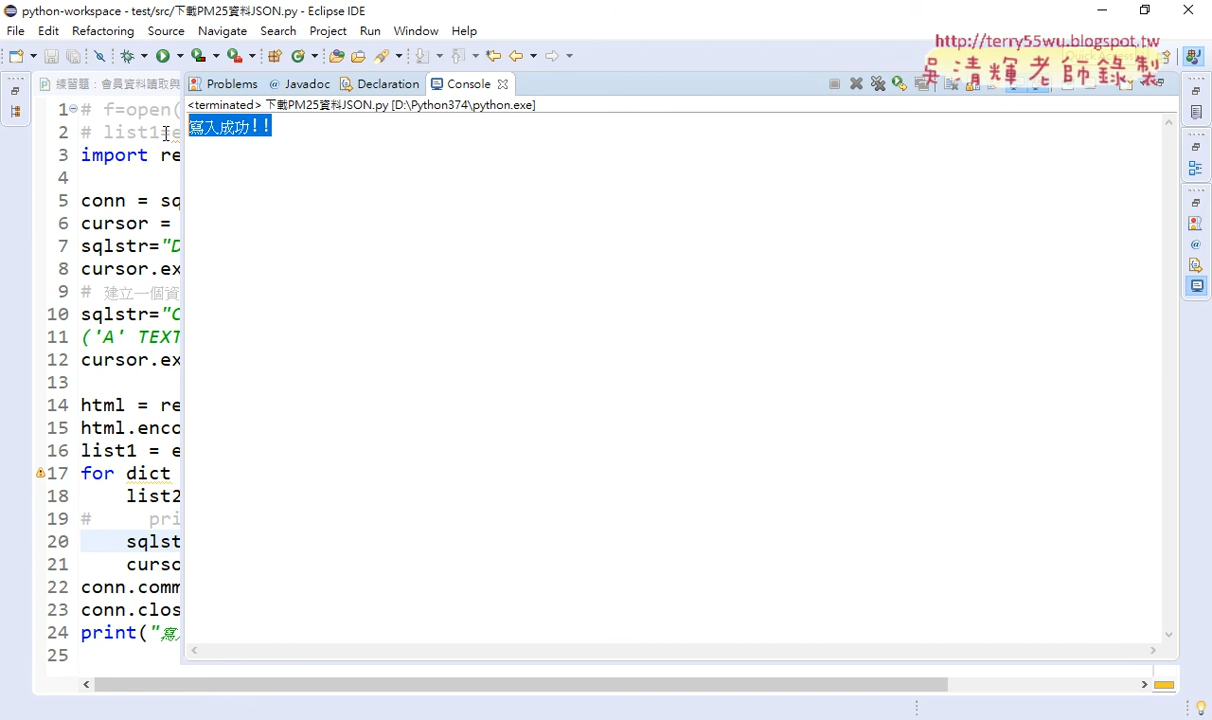 python-workspace - test/src/下載PM25資料JSON.py - Eclipse IDE
File Edit Refactoring Source Navigate Search Project Run Window Help
http://terry55wu.blogspot.tw
吳清輝老師錄製
練習題：會員資料讀取與
Problems @ Javadoc Declaration Console
<terminated> 下載PM25資料JSON.py [D:\Python374\python.exe]
寫入成功!!
1 # f=open(
2 # list1=e
3 import re
4
5 conn = sq
6 cursor =
7 sqlstr="D
8 cursor.ex
9 # 建立一個資
10 sqlstr="C
11 ('A' TEXT
12 cursor.ex
13
14 html = re
15 html.enco
16 list1 = e
17 for dict
18 list2
19 # pri
20 sqlst
21 curso
22 conn.comm
23 conn.clos
24 print("寫
25